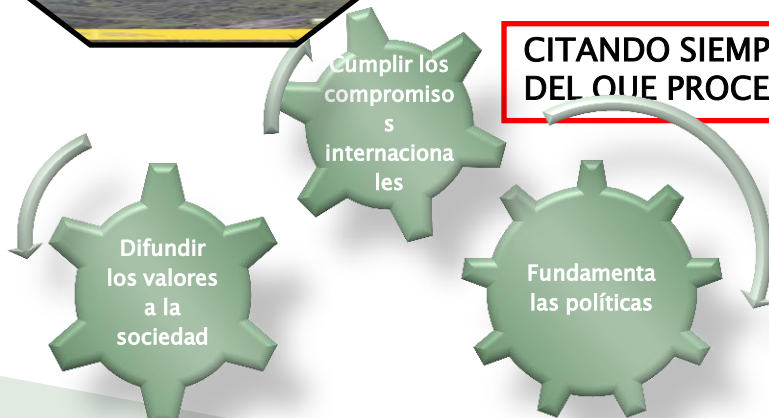 CITANDO SIEMP
DEL QUE PROCE
Cumplir los
compromiso
s
internaciona
les
Difundir
los valores
a la
sociedad
Fundamenta
las políticas